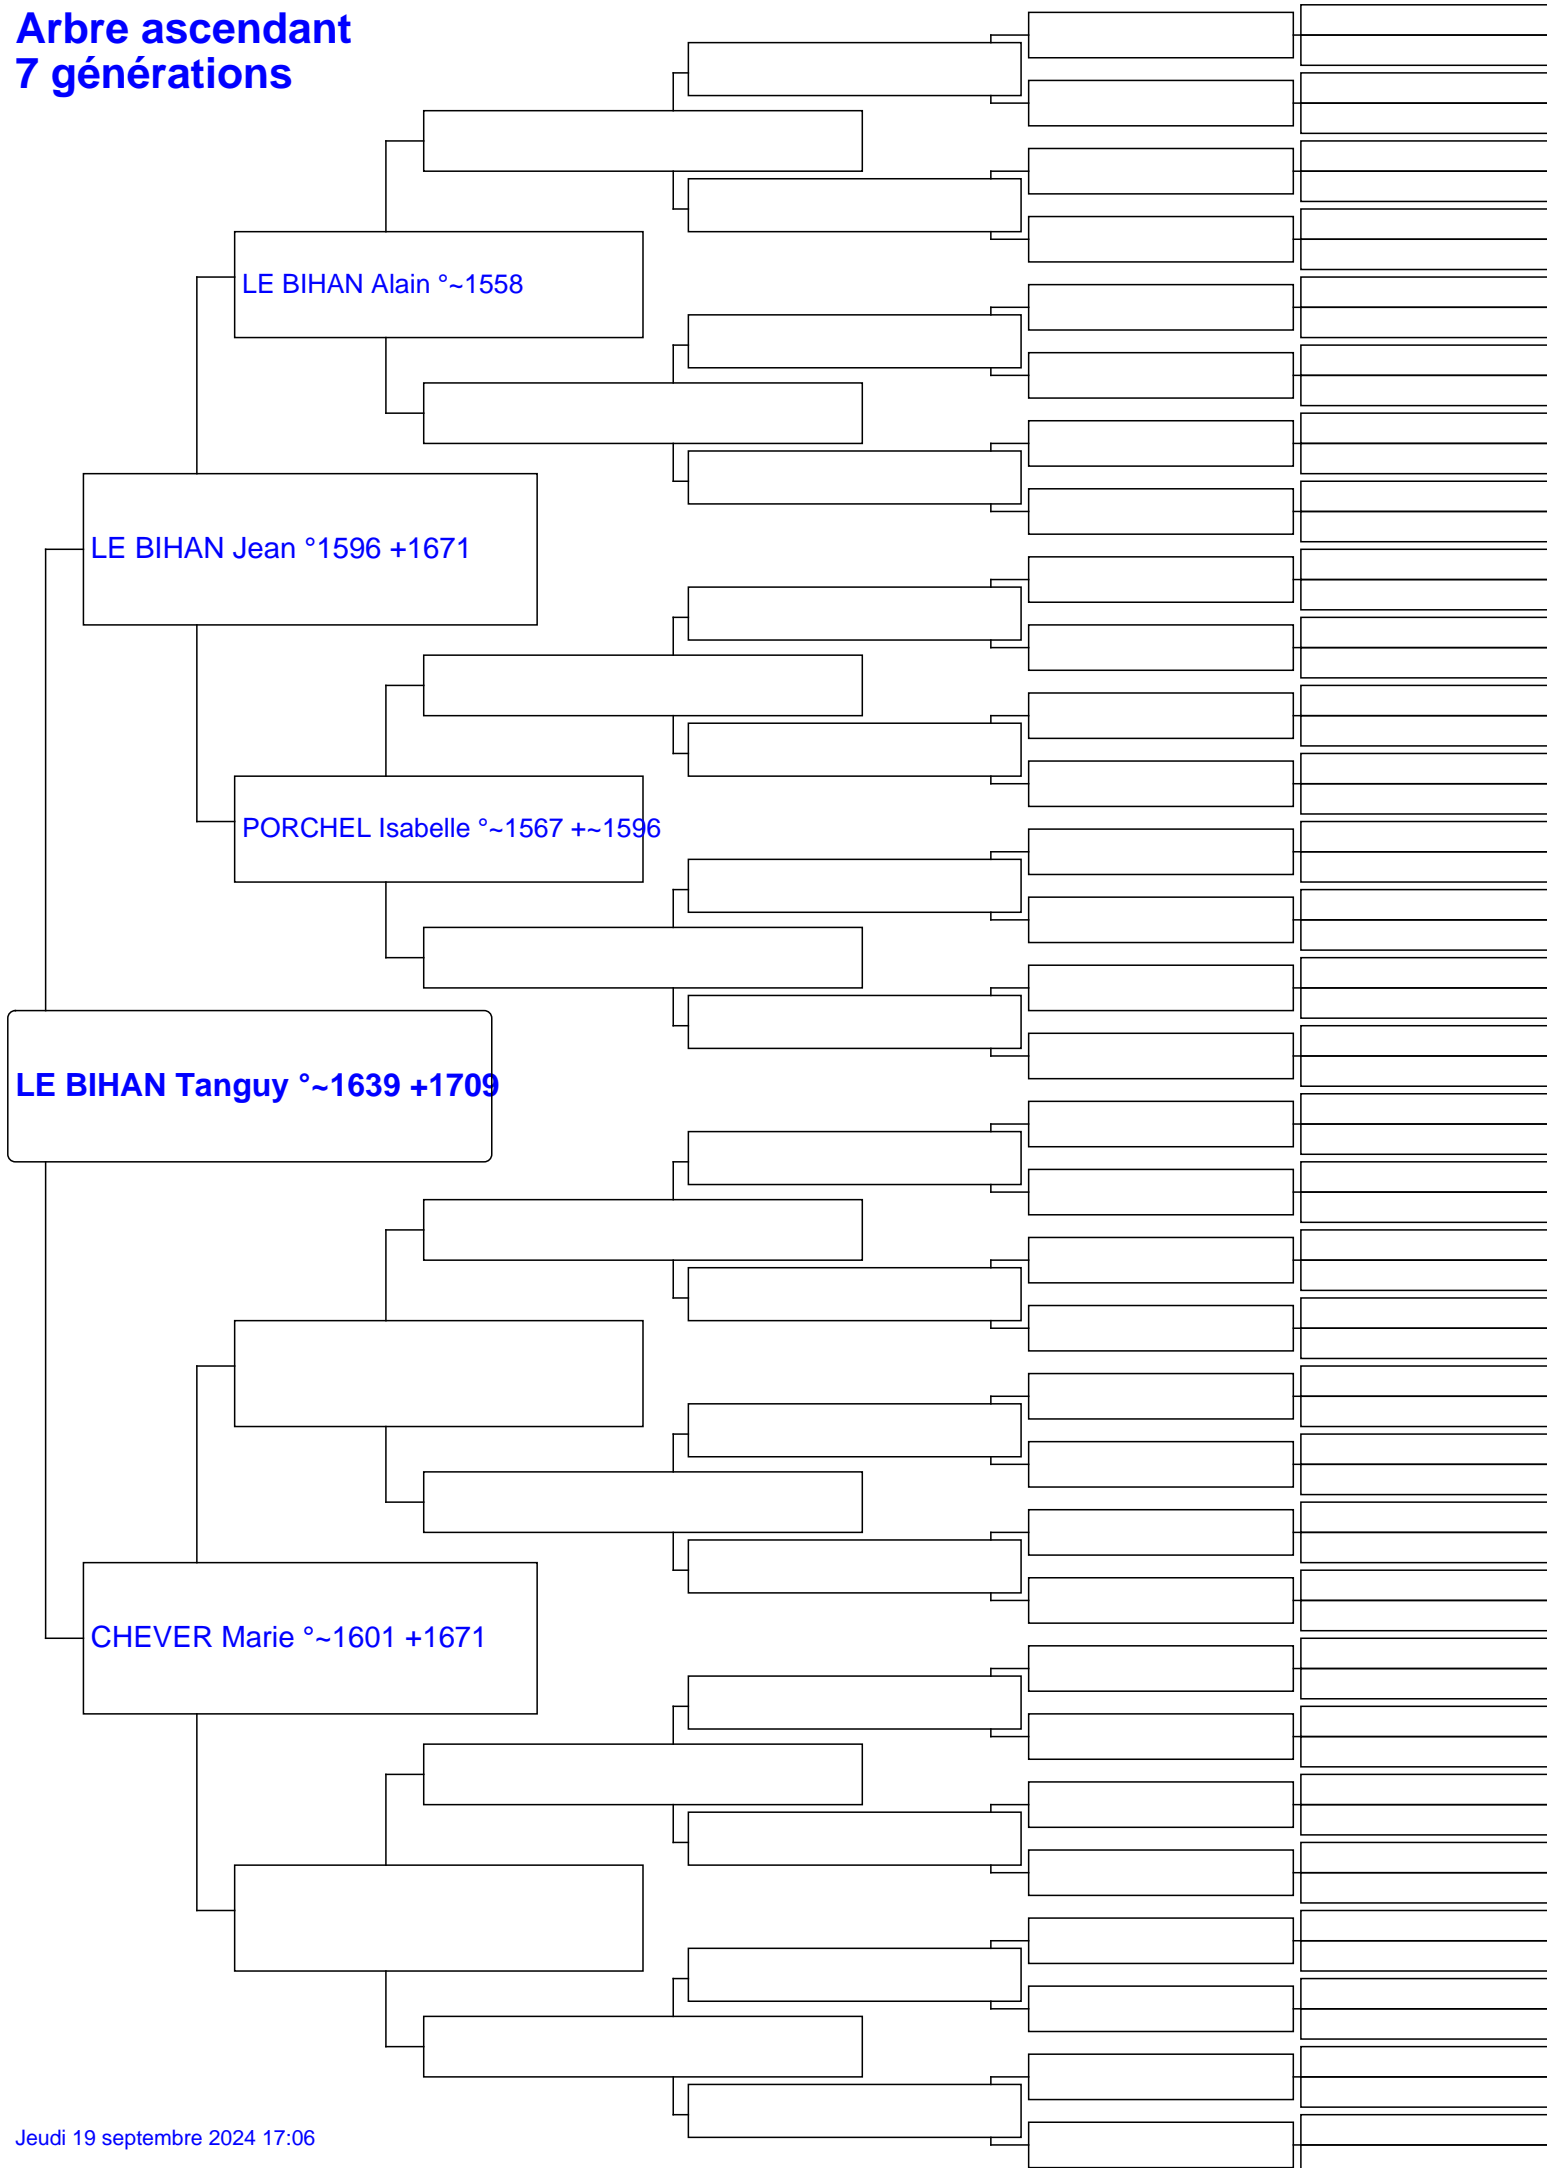 Arbre ascendant
7 générations
LE BIHAN Alain °~1558
LE BIHAN Jean °1596 +1671
PORCHEL Isabelle °~1567 +~1596
LE BIHAN Tanguy °~1639 +1709
CHEVER Marie °~1601 +1671
Jeudi 19 septembre 2024 17:06